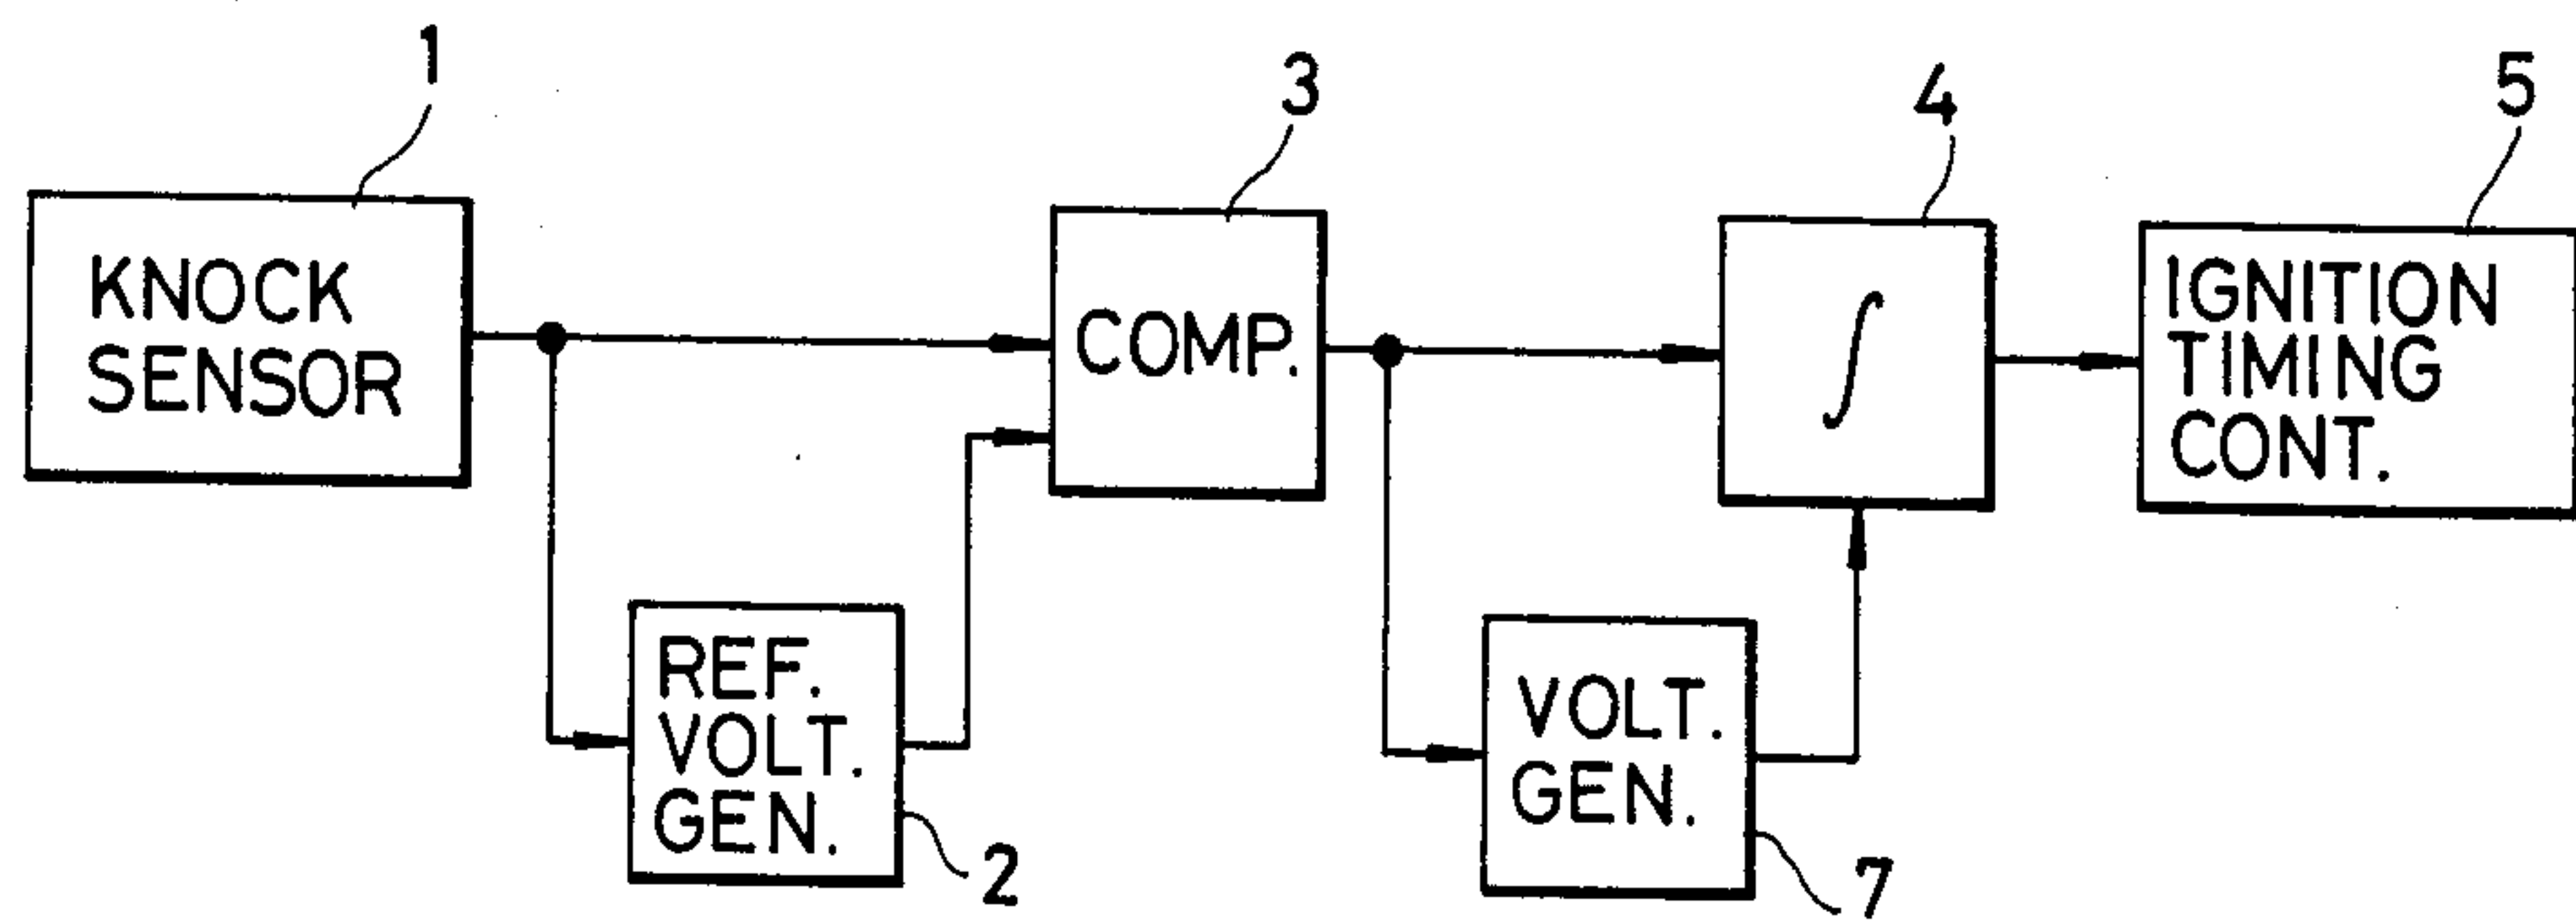 1
3
4
5
KNOCK
SENSOR
COMP.
∫
IGNITION
TIMING
CONT.
REF.
VOLT.
GEN.
2
VOLT.
GEN.
7